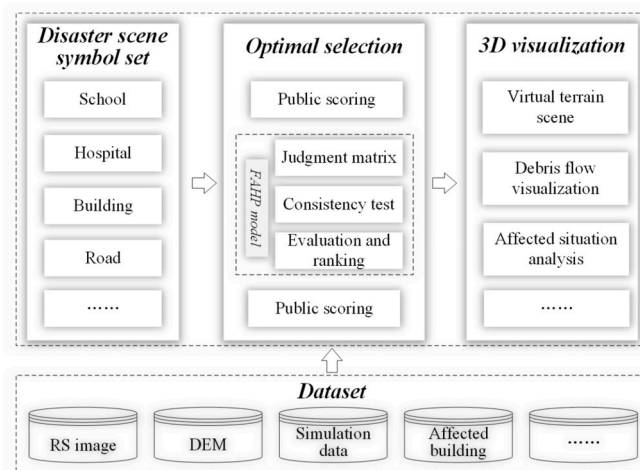 Disaster scene
symbol set
School
Hospital
Building
Road
······
Optimal selection
Public scoring
FAHP model
Judgment matrix
Consistency test
Evaluation and
ranking
Public scoring
3D visualization
Virtual terrain
scene
Debris flow
visualization
Affected situation
analysis
······
Dataset
RS image
DEM
Simulation
data
Affected
building
······